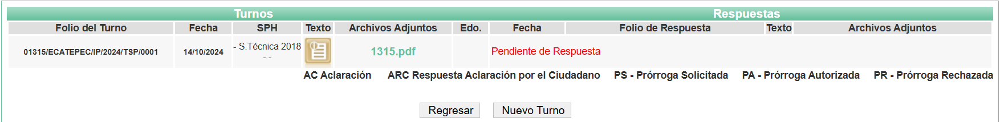 Turnos Respuestas
Folio del Turno Fecha SPH Texto Archivos Adjuntos Edo. Fecha Folio de Respuesta Texto Archivos Adjuntos
01315/ECATEPEC/IP/2024/TSP/0001 14/10/2024 - S.Técnica 2018 1315.pdf Pendiente de Respuesta
- -
AC Aclaración ARC Respuesta Aclaración por el Ciudadano PS - Prórroga Solicitada PA - Prórroga Autorizada PR - Prórroga Rechazada
Regresar Nuevo Turno